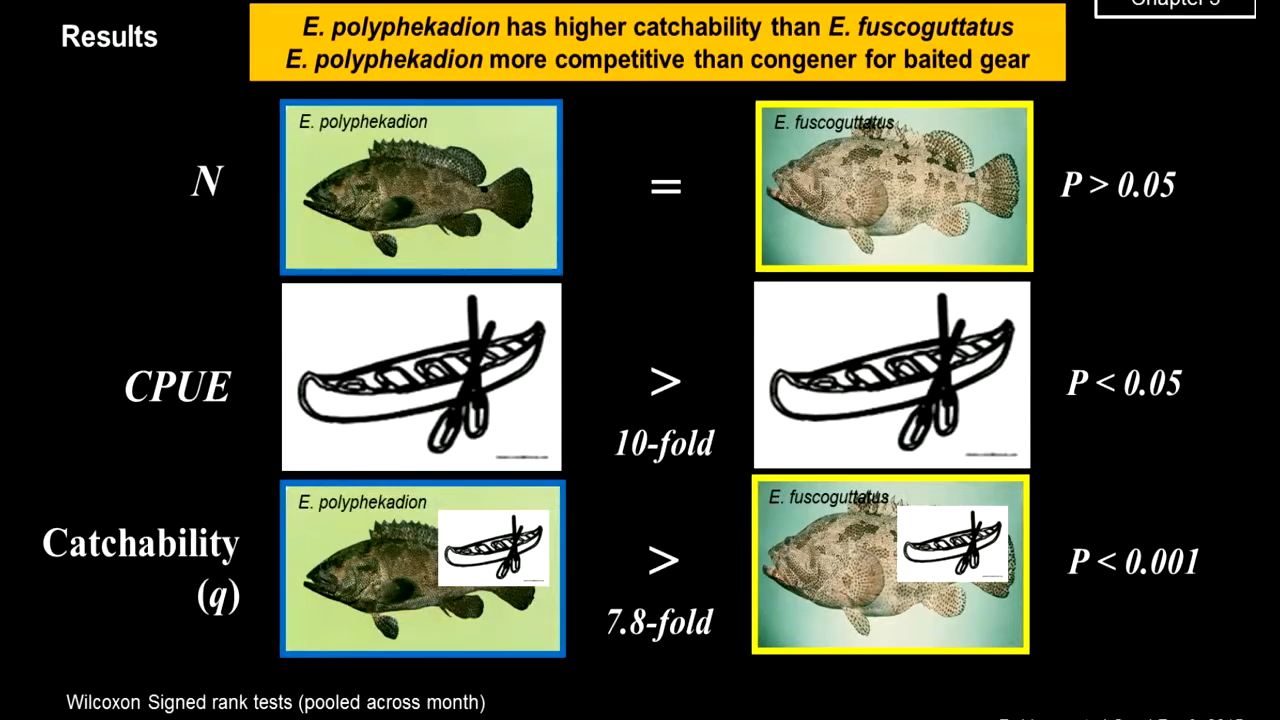 Results
E. polyphekadion has higher catchability than E. fuscoguttatus
E. polyphekadion more competitive than congener for baited gear
N
E. polyphekadion
=
E. fuscoguttatus
P > 0.05
CPUE
>
10-fold
P < 0.05
Catchability
(q)
E. polyphekadion
>
7.8-fold
E. fuscoguttatus
P < 0.001
Wilcoxon Signed rank tests (pooled across month)